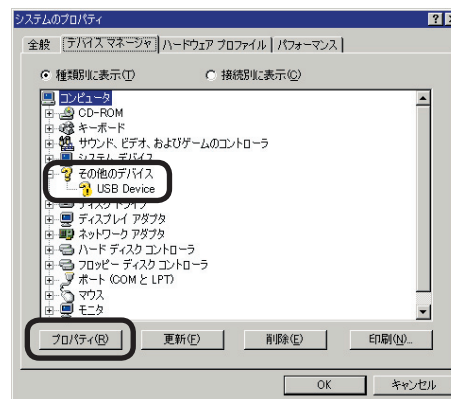 システムのプロパティ
全般 デバイス マネージャ ハードウェア プロファイル パフォーマンス
種類別に表示(T) 接続別に表示(C)
コンピュータ
CD-ROM
キーボード
サウンド、ビデオ、およびゲームのコントローラ
システム デバイス
その他のデバイス
USB Device
ディスク ドライブ
ディスプレイ アダプタ
ネットワーク アダプタ
ハード ディスク コントローラ
フロッピー ディスク コントローラ
ポート (COM と LPT)
マウス
モニタ
プロパティ(R) 更新(F) 削除(E) 印刷(N)...
OK キャンセル